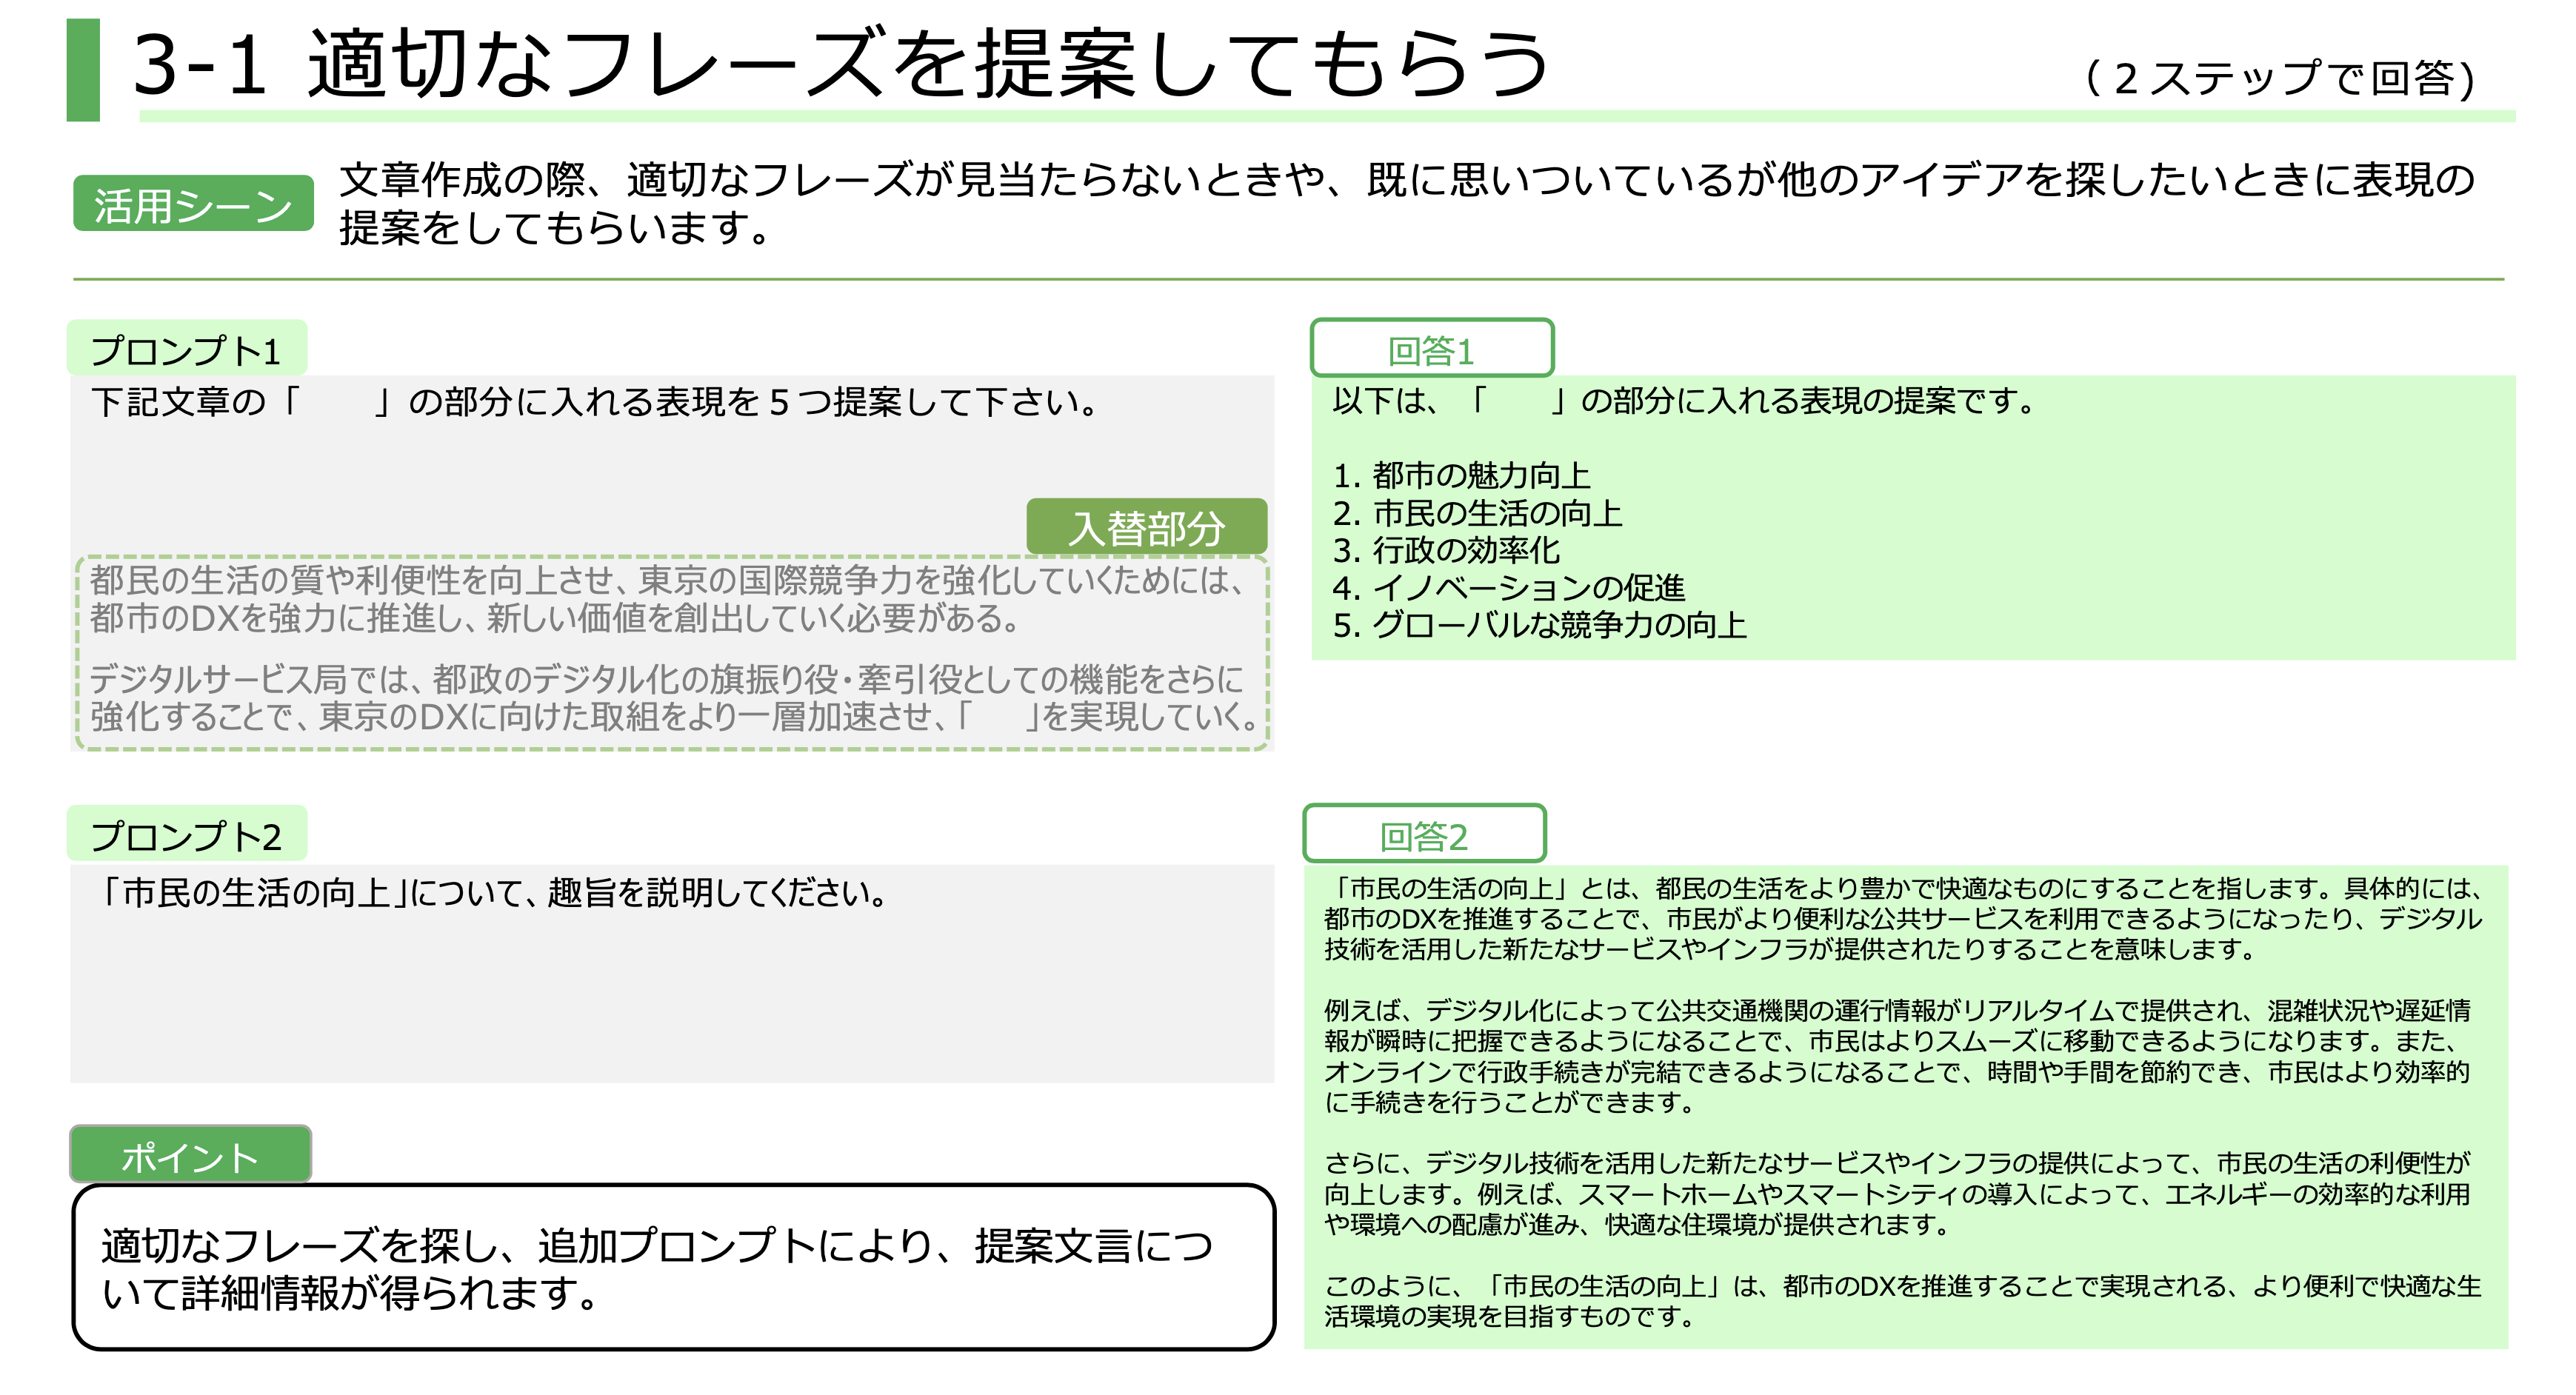 3-1 適切なフレーズを提案してもらう
(２ステップで回答)
活用シーン
文章作成の際、適切なフレーズが見当たらないときや、既に思いついているが他のアイデアを探したいときに表現の
提案をしてもらいます。
プロンプト1
下記文章の「　　」の部分に入れる表現を５つ提案して下さい。
入替部分
都民の生活の質や利便性を向上させ、東京の国際競争力を強化していくためには、
都市のDXを強力に推進し、新しい価値を創出していく必要がある。
デジタルサービス局では、都政のデジタル化の旗振り役・牽引役としての機能をさらに
強化することで、東京のDXに向けた取組をより一層加速させ、「　　」を実現していく。
回答1
以下は、「　　」の部分に入れる表現の提案です。
1. 都市の魅力向上
2. 市民の生活の向上
3. 行政の効率化
4. イノベーションの促進
5. グローバルな競争力の向上
プロンプト2
「市民の生活の向上」について、趣旨を説明してください。
回答2
「市民の生活の向上」とは、都民の生活をより豊かで快適なものにすることを指します。具体的には、
都市のDXを推進することで、市民がより便利な公共サービスを利用できるようになったり、デジタル
技術を活用した新たなサービスやインフラが提供されたりすることを意味します。
例えば、デジタル化によって公共交通機関の運行情報がリアルタイムで提供され、混雑状況や遅延情
報が瞬時に把握できるようになることで、市民はよりスムーズに移動できるようになります。また、
オンラインで行政手続きが完結できるようになることで、時間や手間を節約でき、市民はより効率的
に手続きを行うことができます。
さらに、デジタル技術を活用した新たなサービスやインフラの提供によって、市民の生活の利便性が
向上します。例えば、スマートホームやスマートシティの導入によって、エネルギーの効率的な利用
や環境への配慮が進み、快適な住環境が提供されます。
このように、「市民の生活の向上」は、都市のDXを推進することで実現される、より便利で快適な生
活環境の実現を目指すものです。
ポイント
適切なフレーズを探し、追加プロンプトにより、提案文言につ
いて詳細情報が得られます。